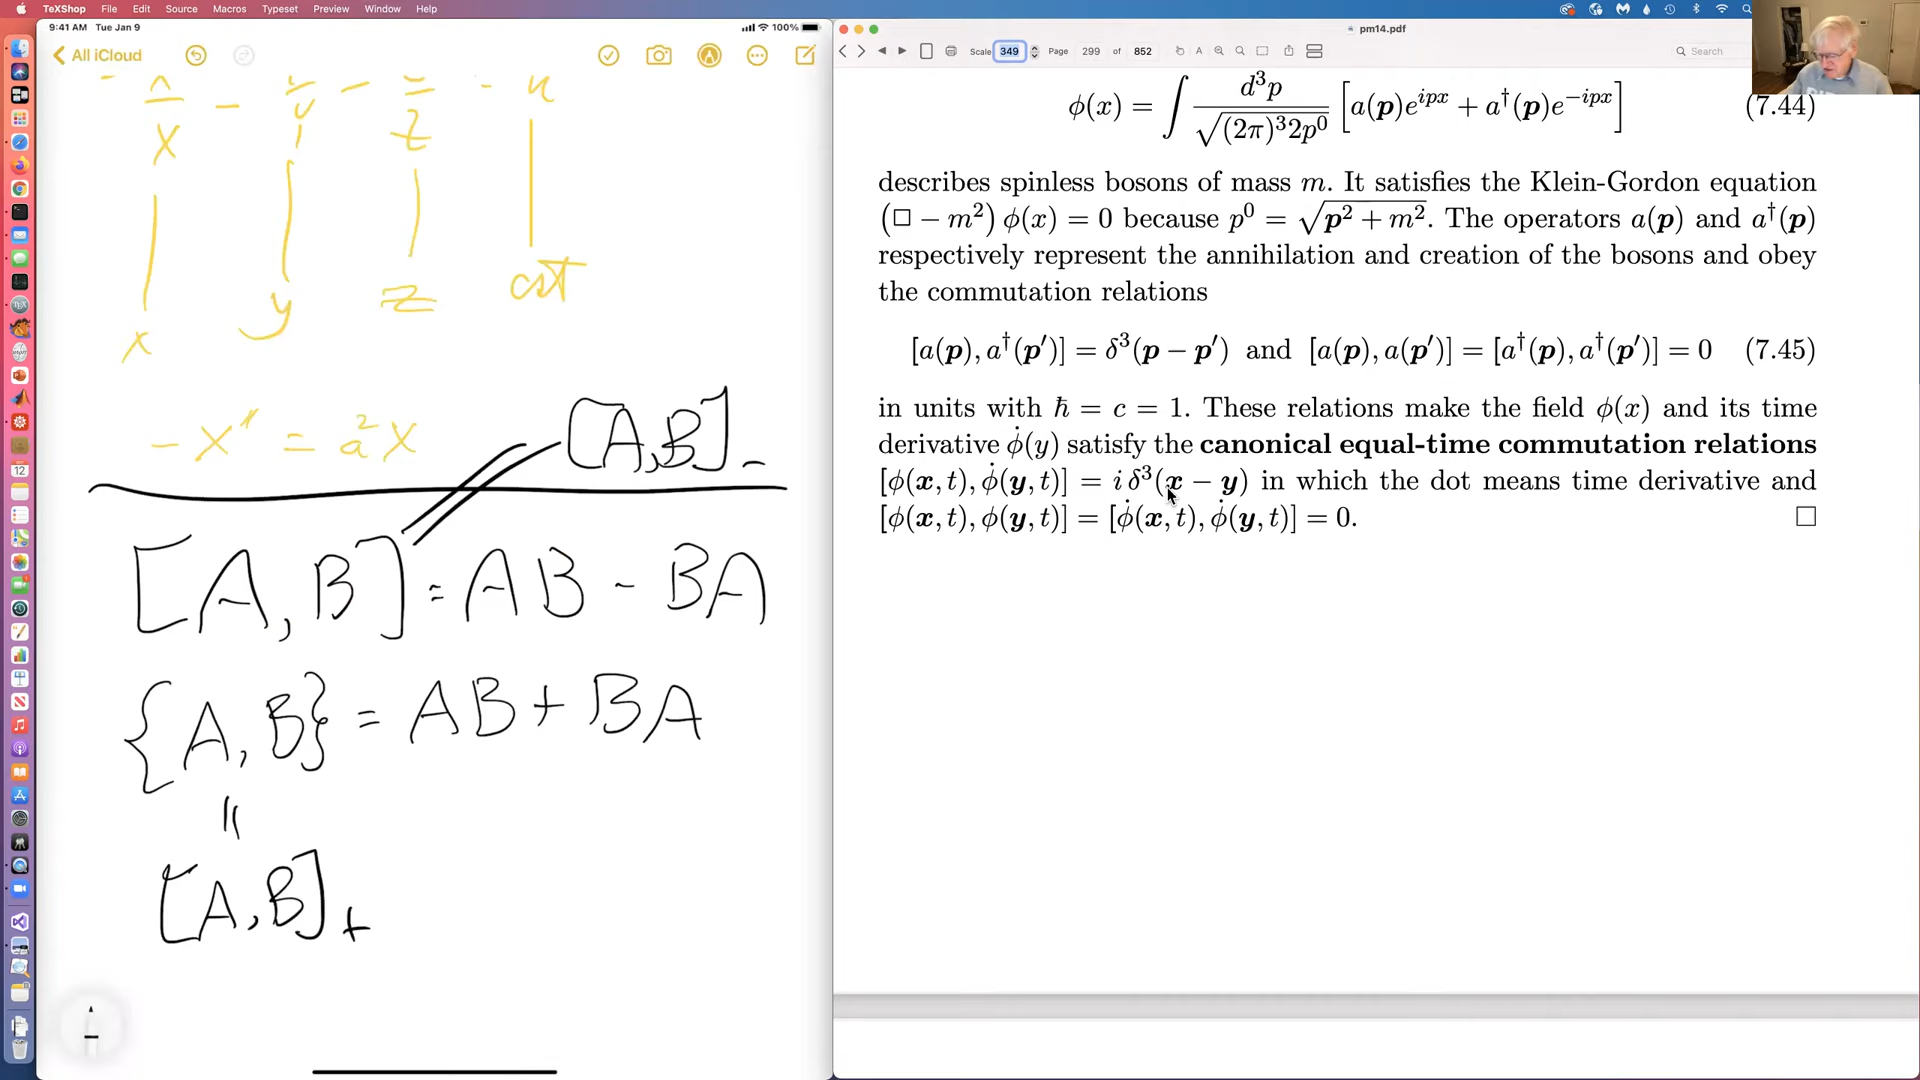 TeXShop File Edit Source Macros Typeset Preview Window Help
9:41 AM Tue Jan 9 100%
All iCloud
X Z
x y z ct
- X" = a²X
[A,B]_-
[A, B] = AB - BA
{A, B} = AB + BA
=
[A,B]_+
pm14.pdf
Scale 349 Page 299 of 852 Search
ϕ(x) = ∫ d³p / √((2π)³2p⁰) [a(p)e^{ipx} + a†(p)e^{−ipx}] (7.44)
describes spinless bosons of mass m. It satisfies the Klein-Gordon equation
(□ − m²) ϕ(x) = 0 because p⁰ = √(p² + m²). The operators a(p) and a†(p)
respectively represent the annihilation and creation of the bosons and obey
the commutation relations
[a(p), a†(p′)] = δ³(p − p′) and [a(p), a(p′)] = [a†(p), a†(p′)] = 0 (7.45)
in units with ħ = c = 1. These relations make the field ϕ(x) and its time
derivative ϕ̇(y) satisfy the canonical equal-time commutation relations
[ϕ(x, t), ϕ̇(y, t)] = i δ³(x − y) in which the dot means time derivative and
[ϕ(x, t), ϕ(y, t)] = [ϕ̇(x, t), ϕ̇(y, t)] = 0. □